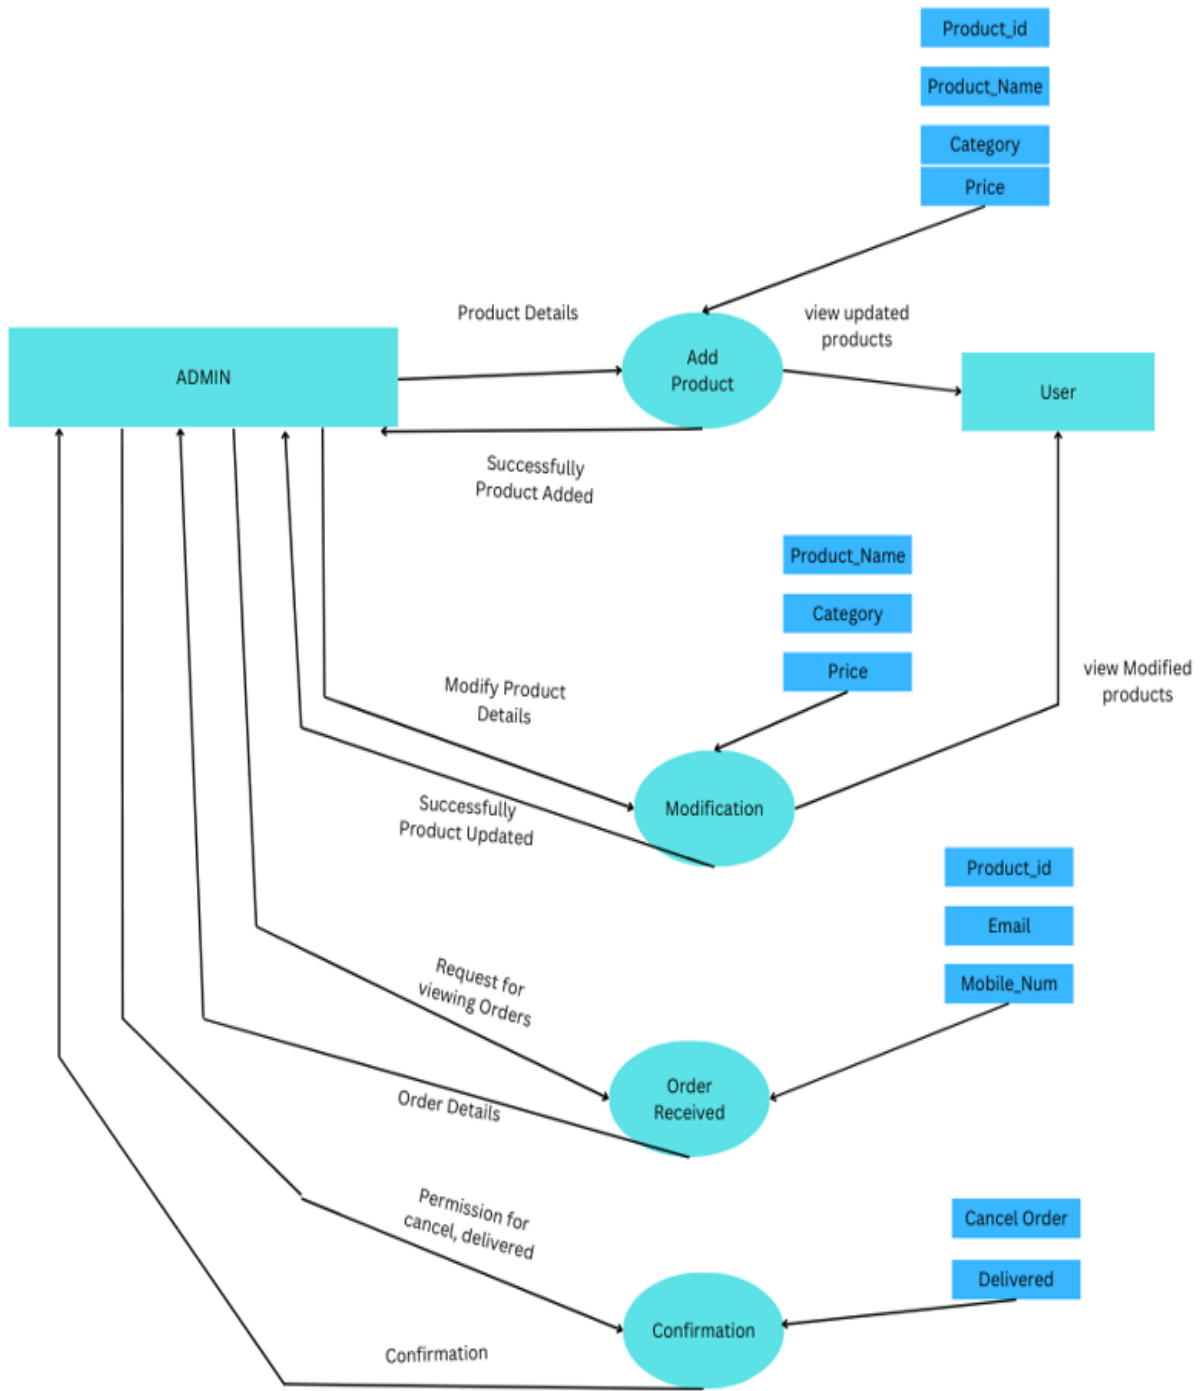 Product_id
Product_Name
Category
Price
Product Details
view updated
products
ADMIN
Add
Product
User
Successfully
Product Added
Product_Name
Category
Price
Modify Product
Details
view Modified
products
Successfully
Product Updated
Modification
Product_id
Email
Mobile_Num
Request for
viewing Orders
Order
Received
Order Details
Permission for
cancel, delivered
Cancel Order
Delivered
Confirmation
Confirmation